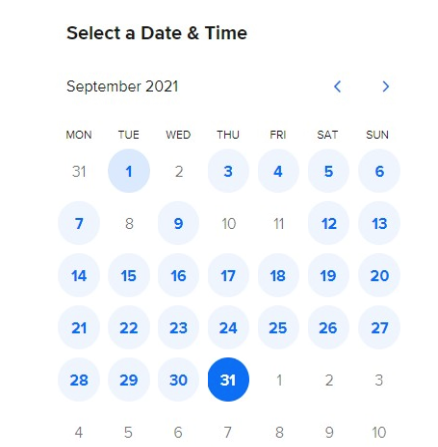 Select a Date & Time
September 2021
MON TUE WED THU FRI SAT SUN
31 1 2 3 4 5 6
7 8 9 10 11 12 13
14 15 16 17 18 19 20
21 22 23 24 25 26 27
28 29 30 31 1 2 3
4 5 6 7 8 9 10